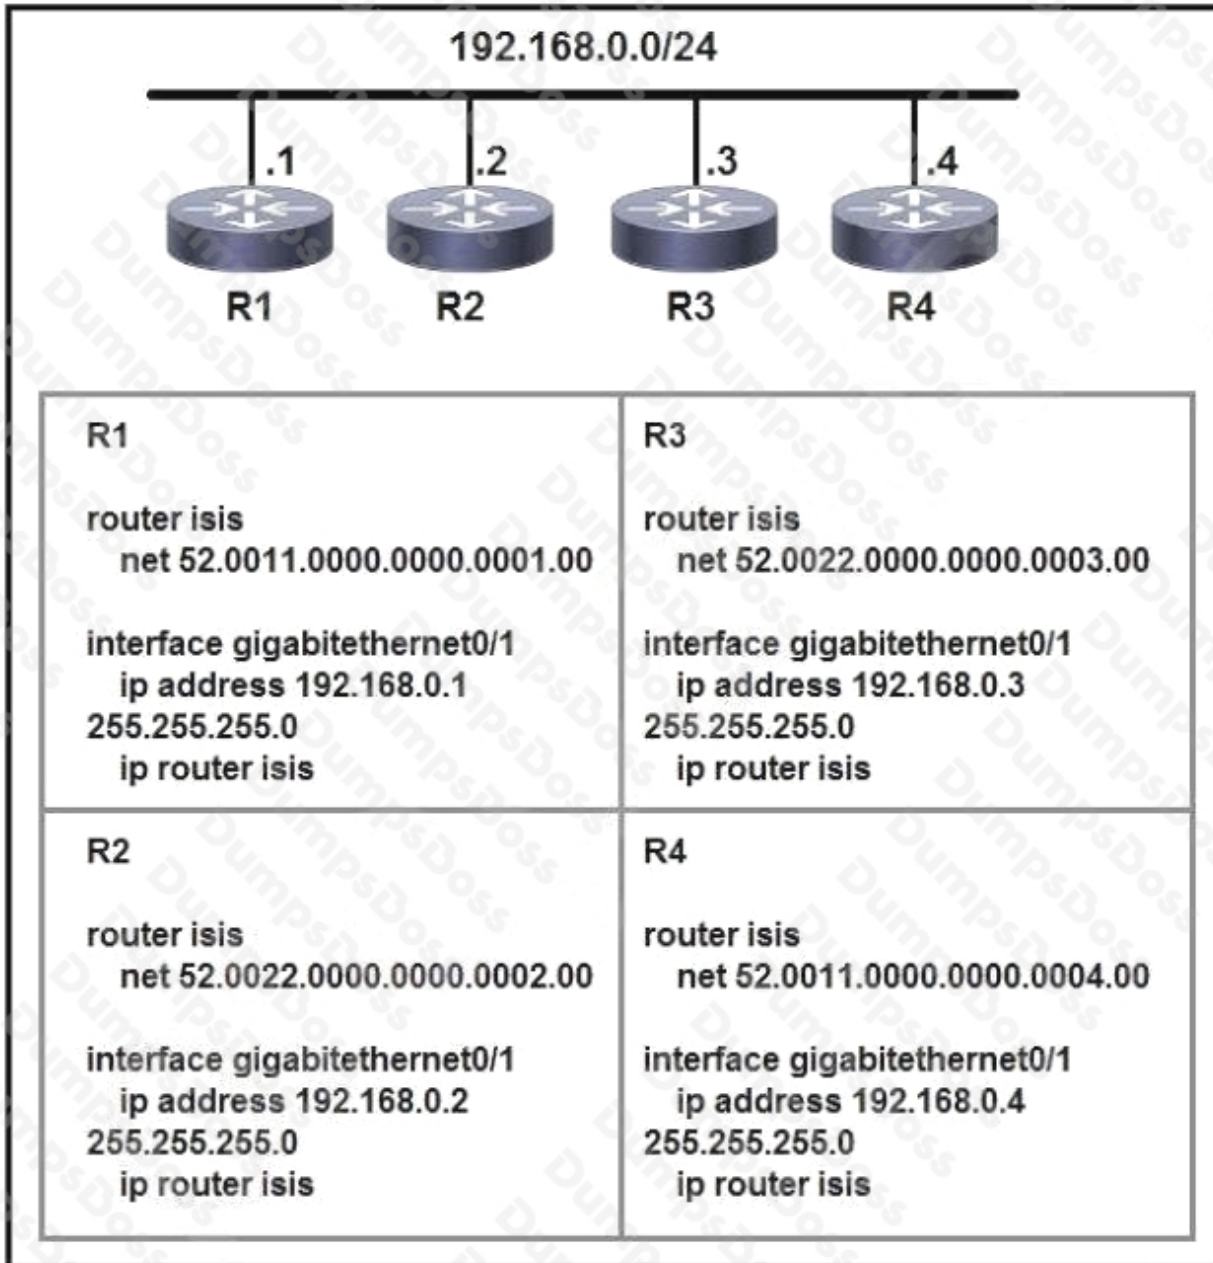 192.168.0.0/24
.1
.2
.3
.4
R1
R2
R3
R4
R1
router isis
net 52.0011.0000.0000.0001.00
interface gigabitethernet0/1
ip address 192.168.0.1
255.255.255.0
ip router isis
R3
router isis
net 52.0022.0000.0000.0003.00
interface gigabitethernet0/1
ip address 192.168.0.3
255.255.255.0
ip router isis
R2
router isis
net 52.0022.0000.0000.0002.00
interface gigabitethernet0/1
ip address 192.168.0.2
255.255.255.0
ip router isis
R4
router isis
net 52.0011.0000.0000.0004.00
interface gigabitethernet0/1
ip address 192.168.0.4
255.255.255.0
ip router isis
DumpsDoss